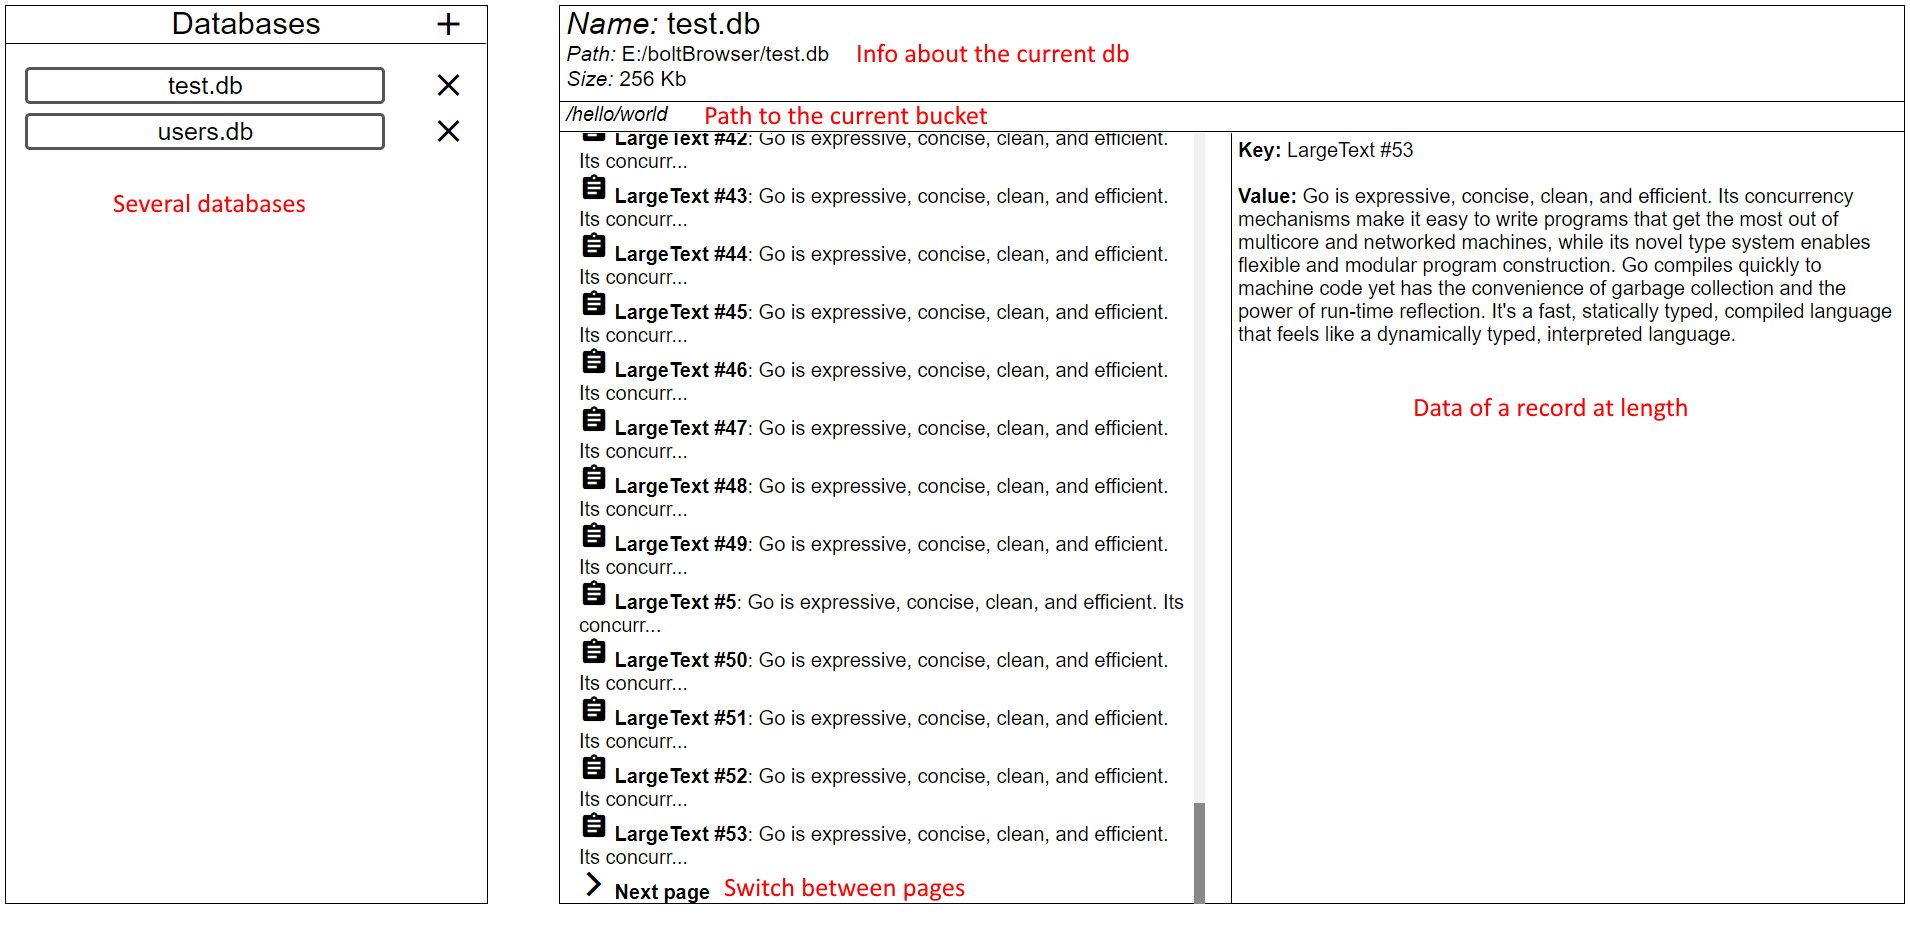 Databases
test.db
users.db
Several databases
Name: test.db
Path: E:/boltBrowser/test.db Info about the current db
Size: 256 Kb
/hello/world Path to the current bucket
LargeText #42: Go is expressive, concise, clean, and efficient.
Its concurr...
LargeText #43: Go is expressive, concise, clean, and efficient.
Its concurr...
LargeText #44: Go is expressive, concise, clean, and efficient.
Its concurr...
LargeText #45: Go is expressive, concise, clean, and efficient.
Its concurr...
LargeText #46: Go is expressive, concise, clean, and efficient.
Its concurr...
LargeText #47: Go is expressive, concise, clean, and efficient.
Its concurr...
LargeText #48: Go is expressive, concise, clean, and efficient.
Its concurr...
LargeText #49: Go is expressive, concise, clean, and efficient.
Its concurr...
LargeText #5: Go is expressive, concise, clean, and efficient. Its
concurr...
LargeText #50: Go is expressive, concise, clean, and efficient.
Its concurr...
LargeText #51: Go is expressive, concise, clean, and efficient.
Its concurr...
LargeText #52: Go is expressive, concise, clean, and efficient.
Its concurr...
LargeText #53: Go is expressive, concise, clean, and efficient.
Its concurr...
Next page Switch between pages
Key: LargeText #53
Value: Go is expressive, concise, clean, and efficient. Its concurrency
mechanisms make it easy to write programs that get the most out of
multicore and networked machines, while its novel type system enables
flexible and modular program construction. Go compiles quickly to
machine code yet has the convenience of garbage collection and the
power of run-time reflection. It's a fast, statically typed, compiled language
that feels like a dynamically typed, interpreted language.
Data of a record at length